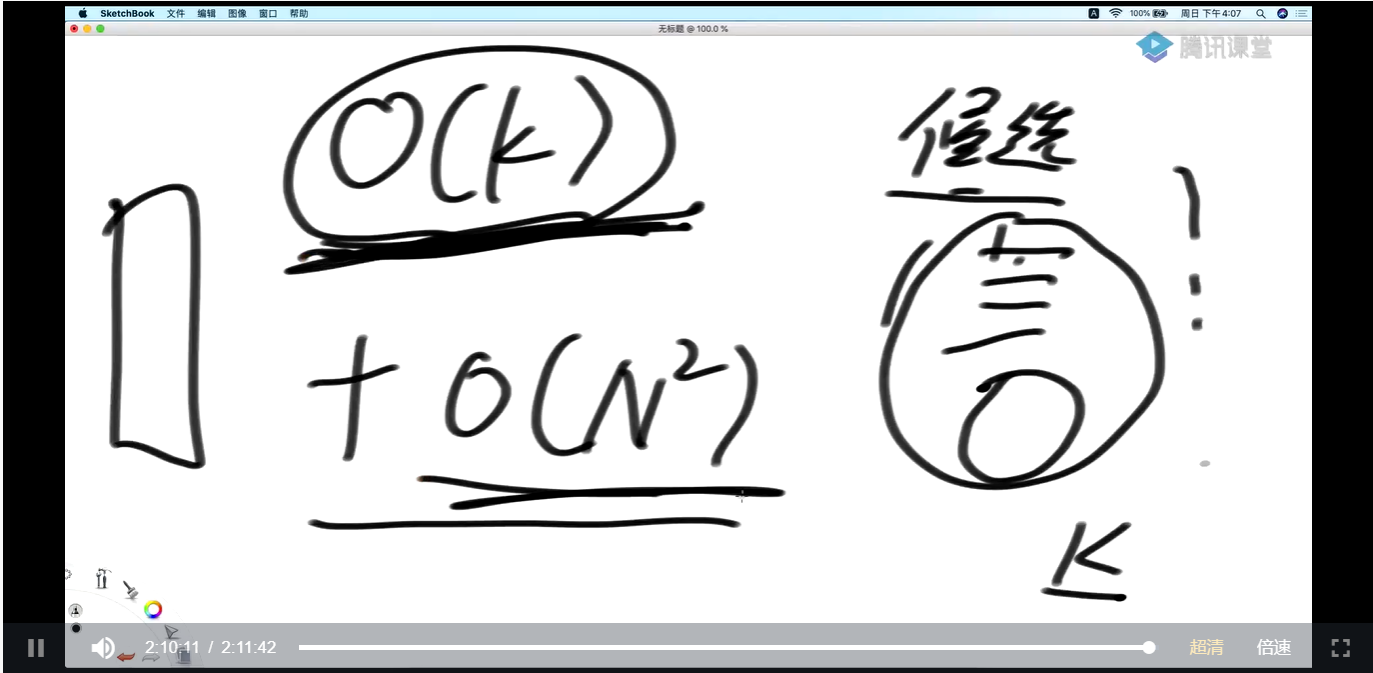 SketchBook 文件 编辑 图像 窗口 帮助
A 100% 周日下午4:07
无标题 @ 100.0 %
腾讯课堂
O(k)
候选
+ O(N²)
K
2:10:11 / 2:11:42 超清 倍速